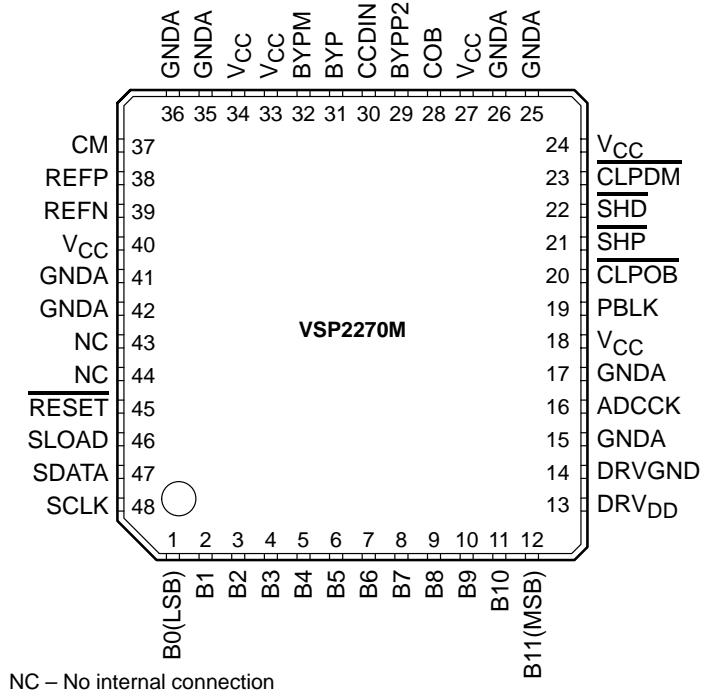 GNDA GNDA VCC VCC BYPM BYP CCDIN BYPP2 COB VCC GNDA GNDA
36 35 34 33 32 31 30 29 28 27 26 25
CM 37 24 VCC
REFP 38 23 CLPDM
REFN 39 22 SHD
VCC 40 21 SHP
GNDA 41 20 CLPOB
GNDA 42 19 PBLK
NC 43 VSP2270M 18 VCC
NC 44 17 GNDA
RESET 45 16 ADCCK
SLOAD 46 15 GNDA
SDATA 47 14 DRVGND
SCLK 48 13 DRVDD
1 2 3 4 5 6 7 8 9 10 11 12
B0(LSB) B1 B2 B3 B4 B5 B6 B7 B8 B9 B10 B11(MSB)
NC – No internal connection